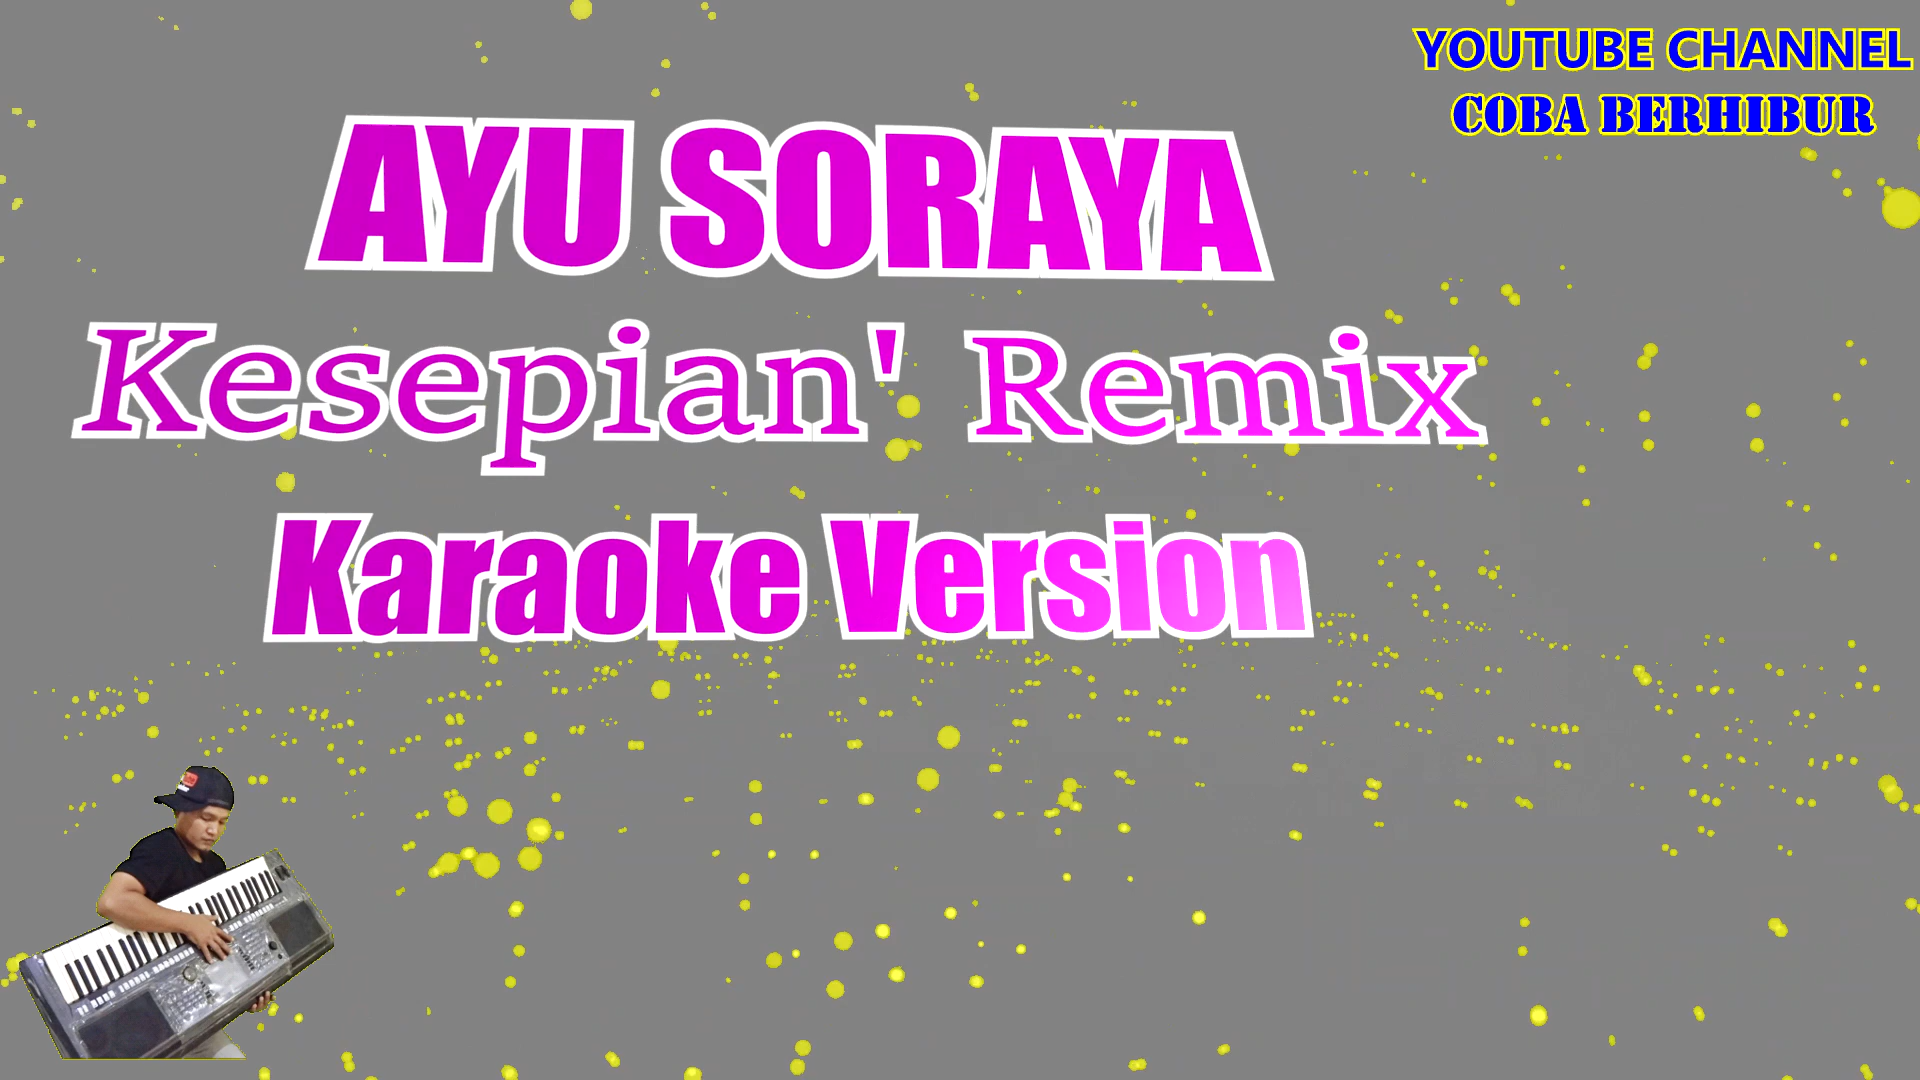 YOUTUBE CHANNEL
COBA BERHIBUR
AYU SORAYA
Kesepian' Remix
Karaoke Version